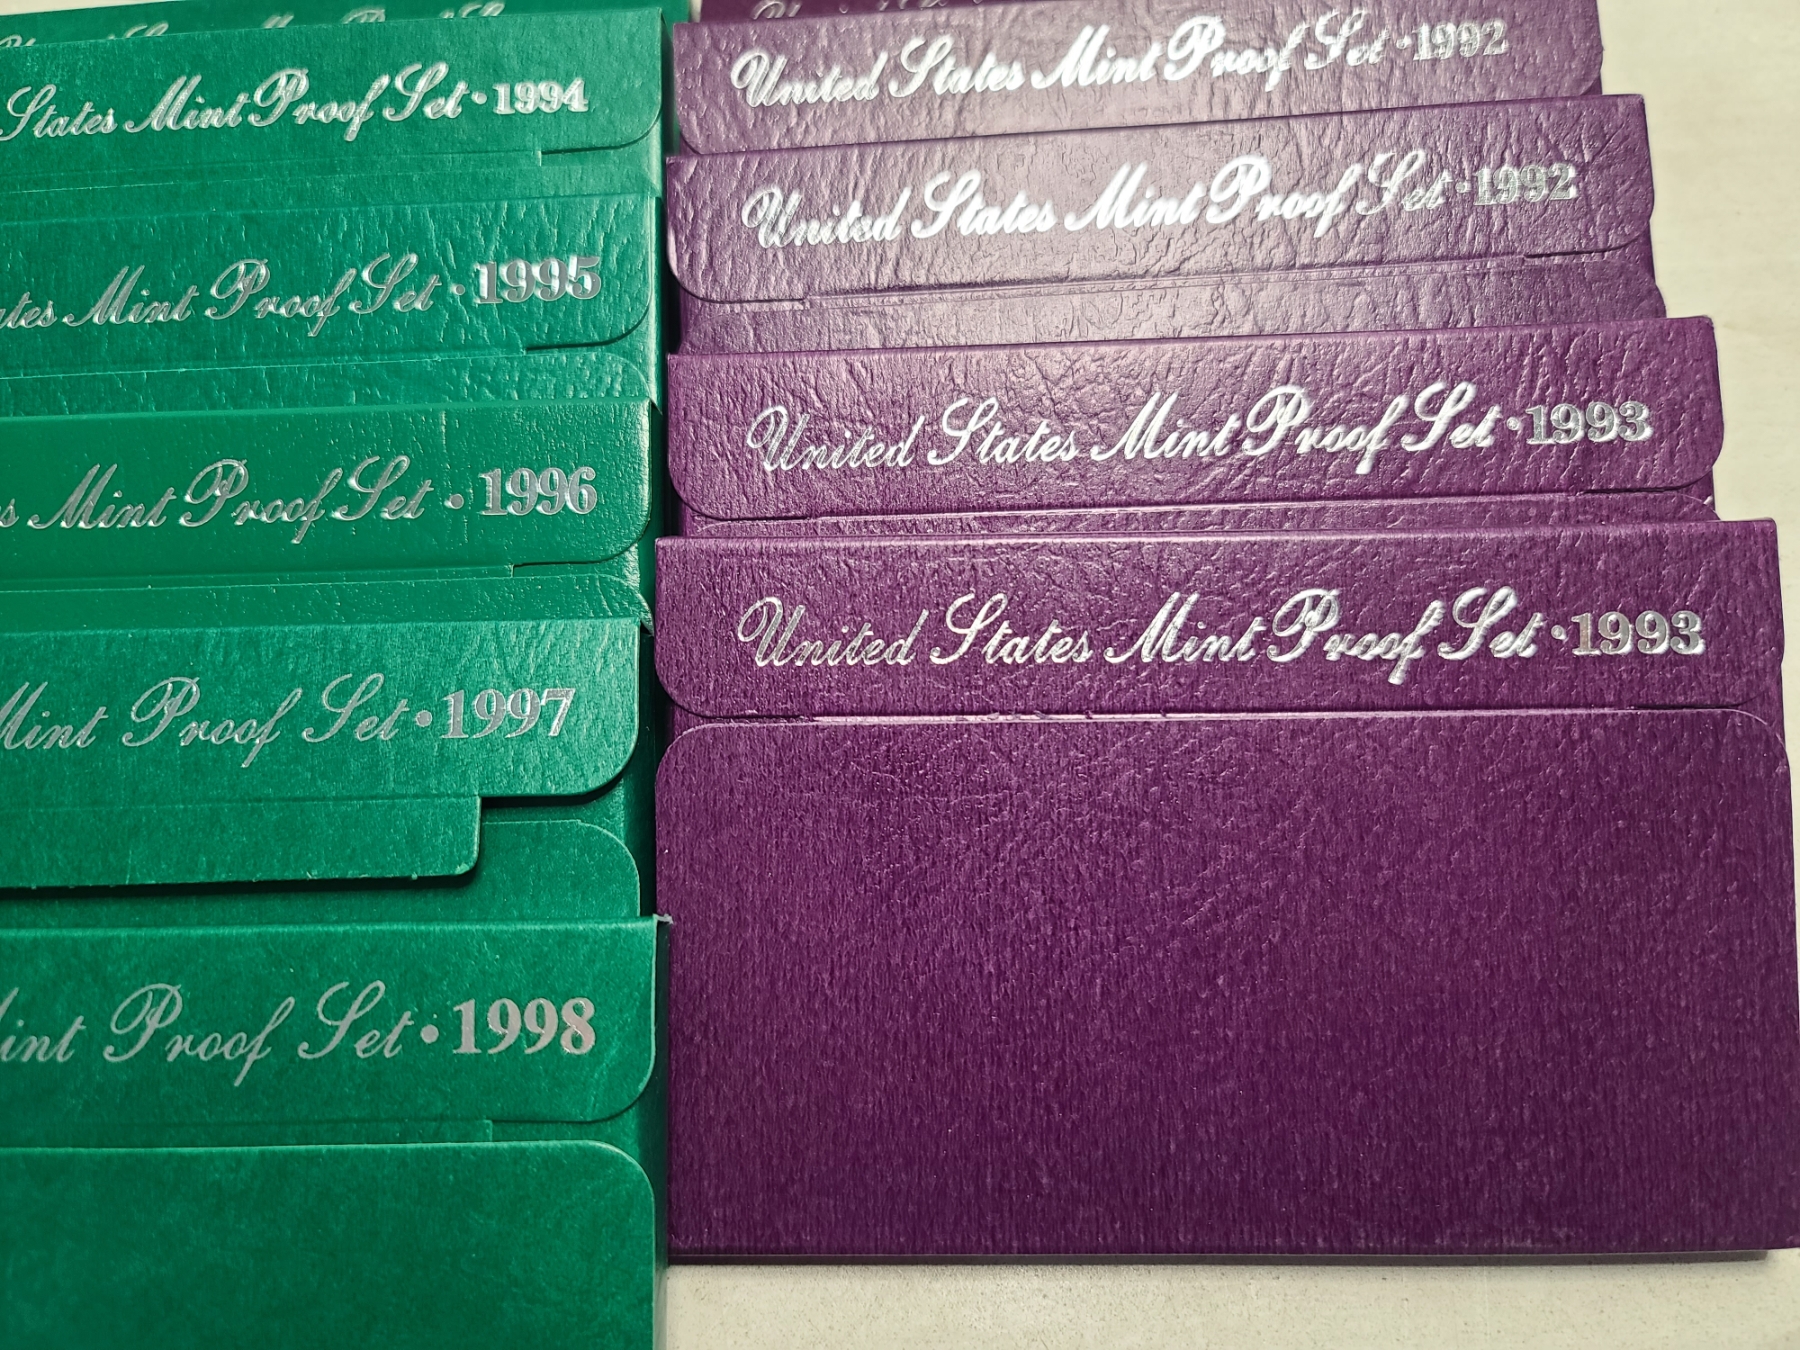 States Mint Proof Set · 1994
Mint Proof Set · 1995
Mint Proof Set · 1996
Mint Proof Set · 1997
Proof Set · 1998
United States Mint Proof Set · 1992
United States Mint Proof Set · 1992
United States Mint Proof Set · 1993
United States Mint Proof Set · 1993